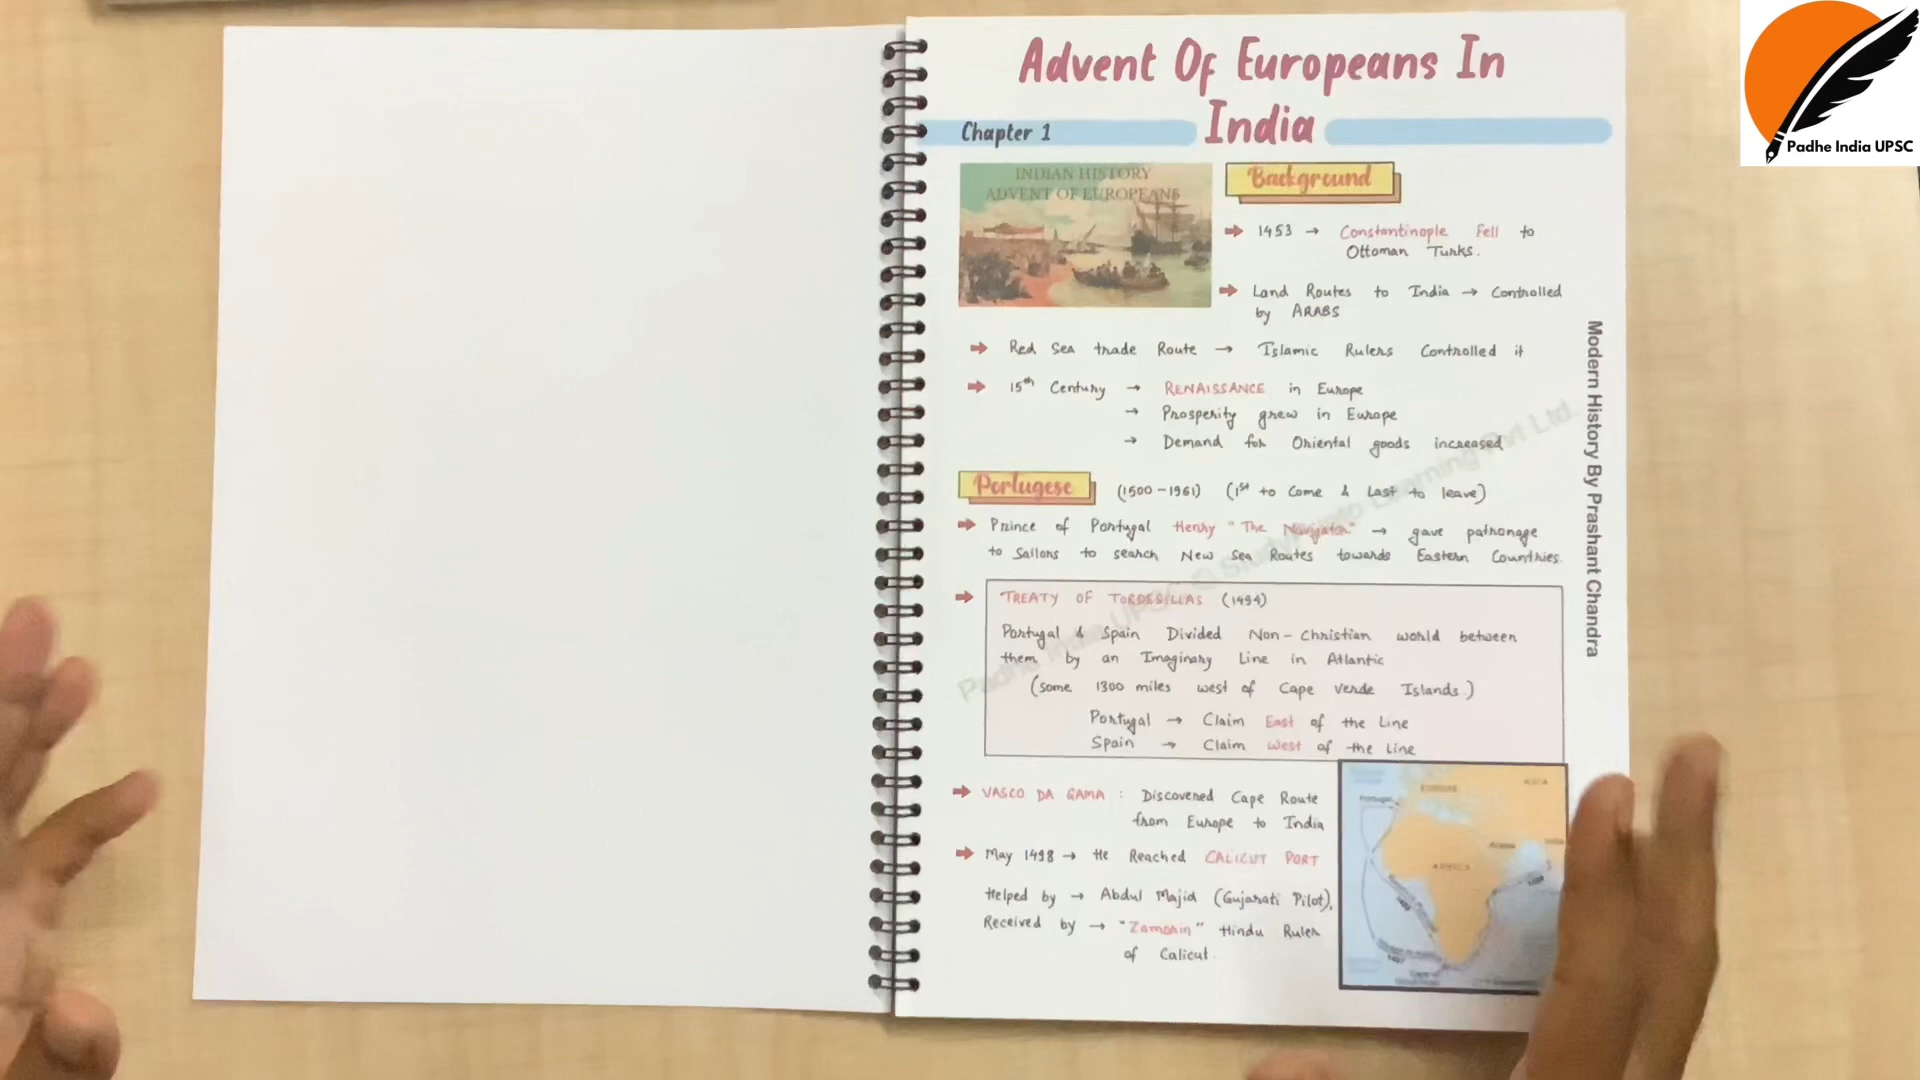 Padhe India UPSC
Advent Of Europeans In
India
Chapter 1
INDIAN HISTORY
ADVENT OF EUROPEANS
Background
1453 → Constantinople Fell to
Ottoman Turks.
Land Routes to India → Controlled
by ARABS
Red Sea trade Route → Islamic Rulers Controlled it
15th Century → RENAISSANCE in Europe
→ Prosperity grew in Europe
→ Demand for Oriental goods increased
Portugese (1500-1961) (1st to Come & Last to leave)
Prince of Portugal Henry "The Navigator" → gave patronage
to Sailors to search New Sea Routes towards Eastern Countries.
TREATY OF TORDESILLAS (1494)
Portugal & Spain Divided Non-Christian world between
them by an Imaginary Line in Atlantic
(Some 1300 miles west of Cape Verde Islands.)
Portugal → Claim East of the Line
Spain → Claim West of the Line
VASCO DA GAMA : Discovered Cape Route
from Europe to India
May 1498 → He Reached CALICUT PORT
Helped by → Abdul Majid (Gujarati Pilot),
Received by → "Zamorin" Hindu Ruler
of Calicut.
Portugal
AFRICA
Modern History By Prashant Chandra